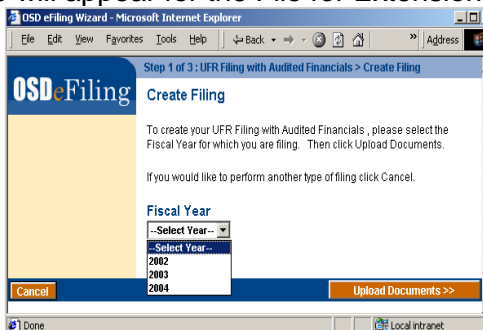 will appear for the File for Extension
OSD eFiling Wizard - Microsoft Internet Explorer
File Edit View Favorites Tools Help Back » Address
Step 1 of 3 : UFR Filing with Audited Financials > Create Filing
OSDeFiling
Create Filing
To create your UFR Filing with Audited Financials , please select the
Fiscal Year for which you are filing. Then click Upload Documents.
If you would like to perform another type of filing click Cancel.
Fiscal Year
--Select Year--
--Select Year--
2002
2003
2004
Cancel
Upload Documents >>
Done
Local intranet